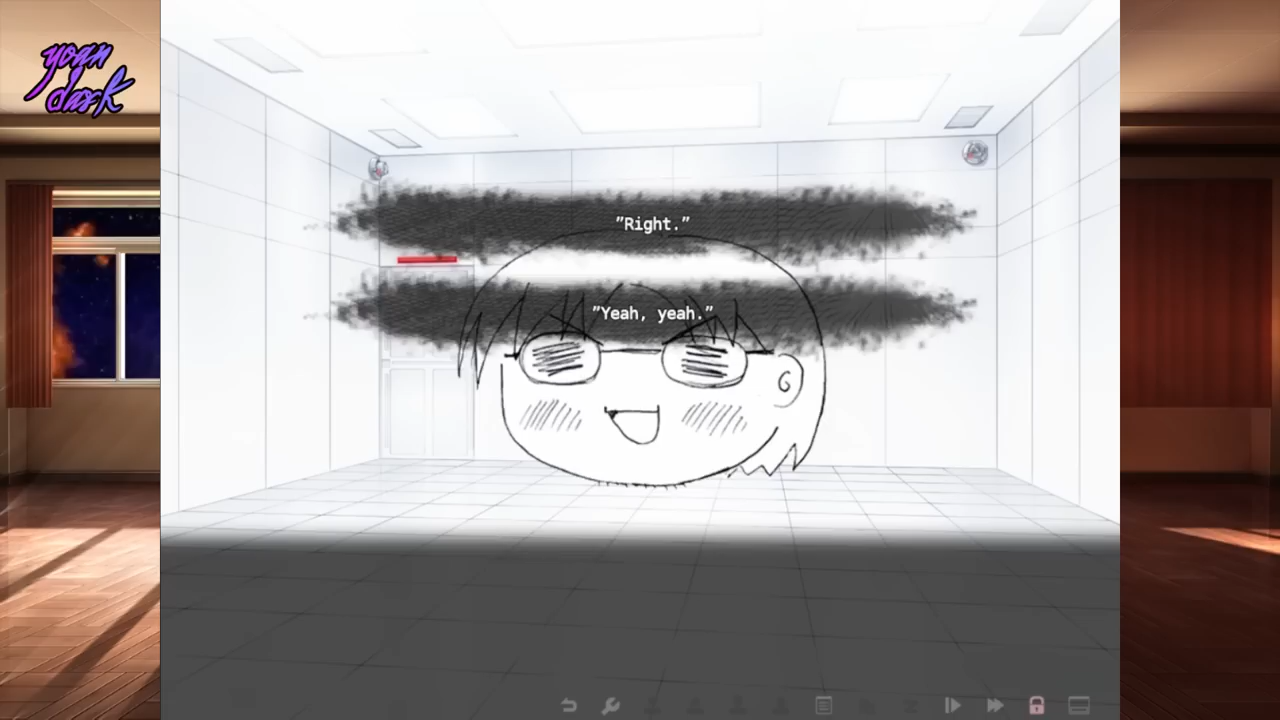 yoan
dark
”Right.”
”Yeah, yeah.”